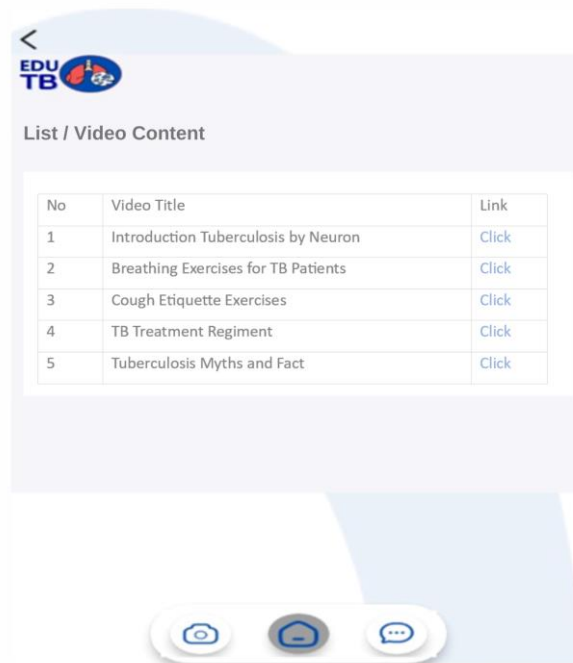 EDU
TB
List / Video Content
No Video Title Link
1 Introduction Tuberculosis by Neuron Click
2 Breathing Exercises for TB Patients Click
3 Cough Etiquette Exercises Click
4 TB Treatment Regiment Click
5 Tuberculosis Myths and Fact Click